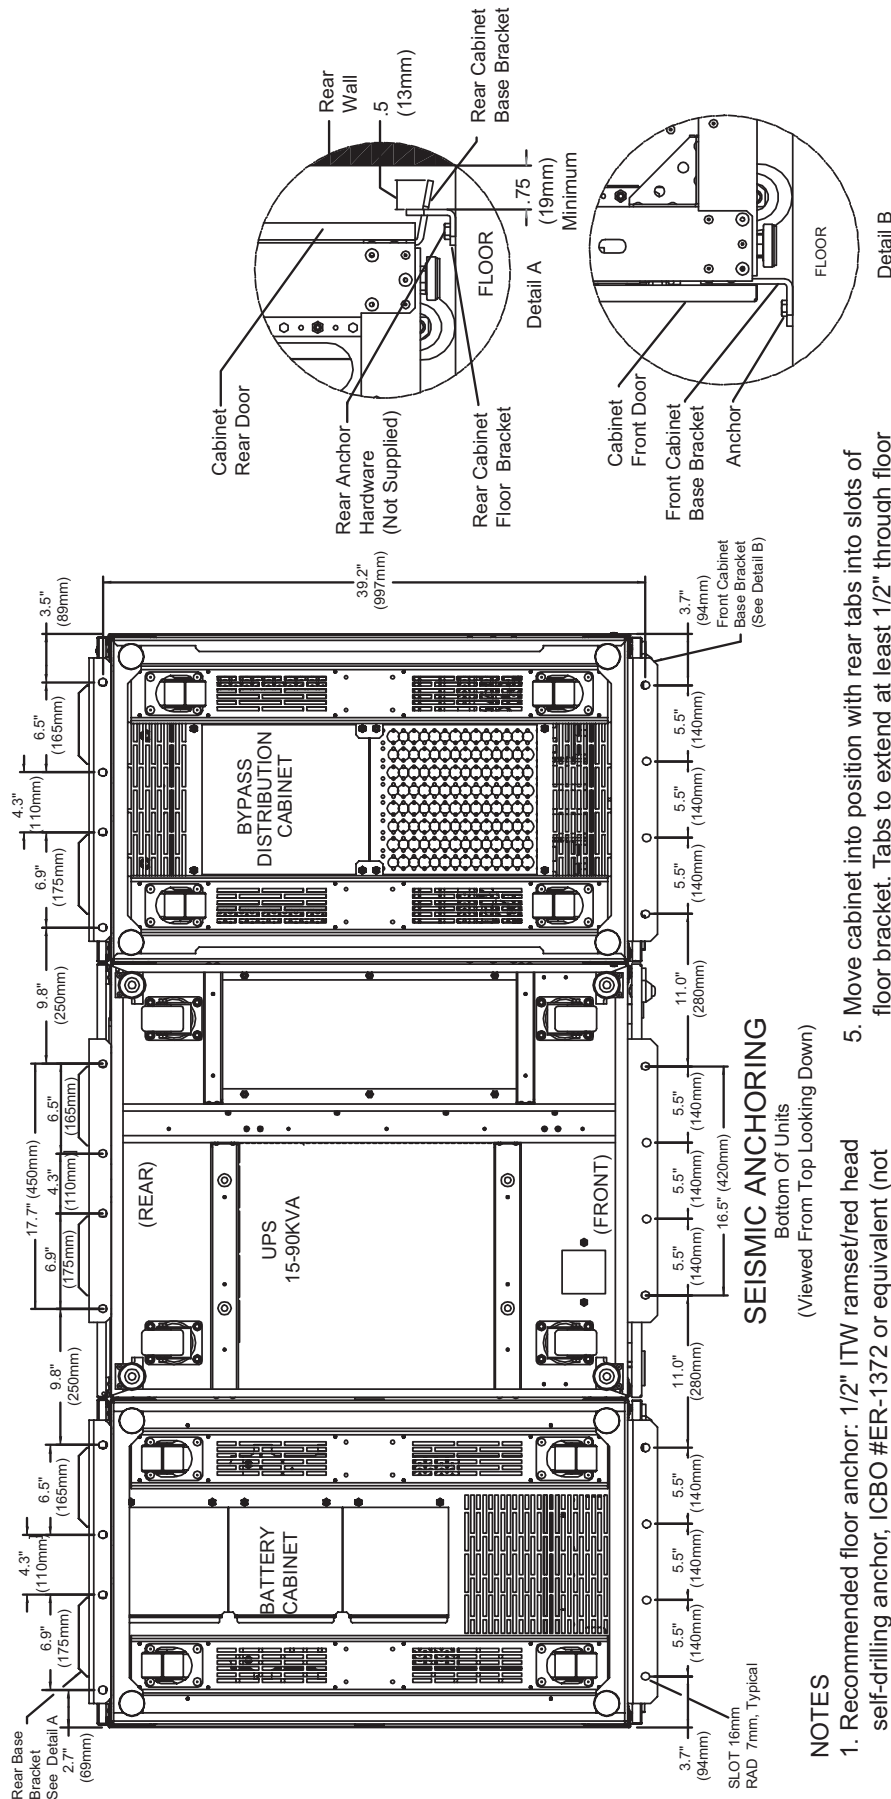 Rear Base
Bracket
See Detail A
2.7"
(69mm)
6.9"
(175mm)
4.3"
(110mm)
6.5"
(165mm)
9.8"
(250mm)
6.9"
(175mm)
17.7" (450mm)
4.3"
(110mm)
6.5"
(165mm)
9.8"
(250mm)
6.9"
(175mm)
4.3"
(110mm)
6.5"
(165mm)
3.5"
(89mm)
39.2"
(997mm)
BATTERY
CABINET
(REAR)
UPS
15-90KVA
(FRONT)
BYPASS
DISTRIBUTION
CABINET
3.7"
(94mm)
SLOT 16mm
RAD 7mm, Typical
5.5"
(140mm)
5.5"
(140mm)
5.5"
(140mm)
11.0"
(280mm)
5.5"
(140mm)
5.5"
(140mm)
5.5"
(140mm)
16.5" (420mm)
11.0"
(280mm)
5.5"
(140mm)
5.5"
(140mm)
5.5"
(140mm)
3.7"
(94mm)
Front Cabinet
Base Bracket
(See Detail B)
SEISMIC ANCHORING
Bottom Of Units
(Viewed From Top Looking Down)
Cabinet
Rear Door
Rear Anchor
Hardware
(Not Supplied)
Rear Cabinet
Floor Bracket
Rear
Wall
.5
(13mm)
Rear Cabinet
Base Bracket
.75
(19mm)
Minimum
FLOOR
Detail A
Cabinet
Front Door
Front Cabinet
Base Bracket
Anchor
FLOOR
Detail B
NOTES
1. Recommended floor anchor: 1/2" ITW ramset/red head
self-drilling anchor, ICBO #ER-1372 or equivalent (not
5. Move cabinet into position with rear tabs into slots of
floor bracket. Tabs to extend at least 1/2" through floor